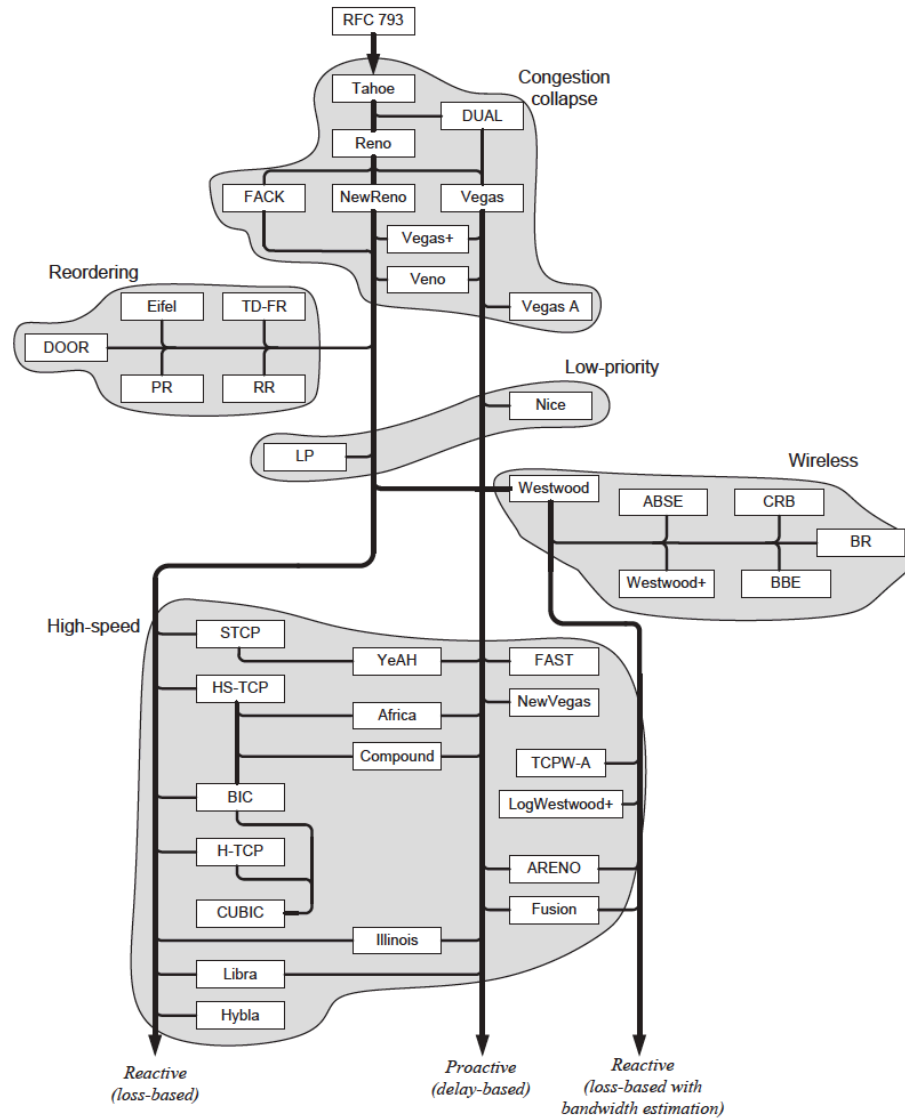 RFC 793
Tahoe
Congestion
collapse
DUAL
Reno
FACK
NewReno
Vegas
Vegas+
Veno
Reordering
Vegas A
Eifel
TD-FR
DOOR
PR
RR
Low-priority
Nice
LP
Wireless
Westwood
ABSE
CRB
BR
Westwood+
BBE
High-speed
STCP
YeAH
FAST
HS-TCP
NewVegas
Africa
Compound
TCPW-A
BIC
LogWestwood+
H-TCP
ARENO
CUBIC
Fusion
Illinois
Libra
Hybla
Reactive
(loss-based)
Proactive
(delay-based)
Reactive
(loss-based with
bandwidth estimation)